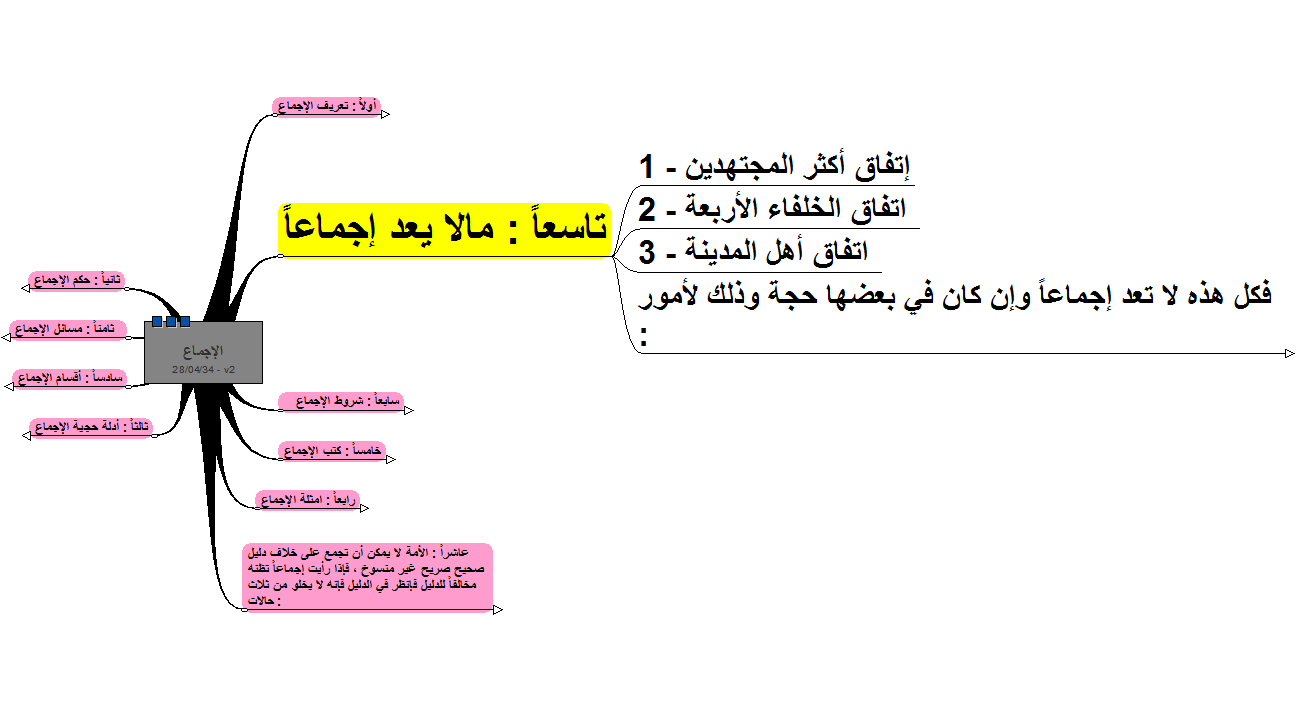 أولاً : تعريف الإجماع
تاسعاً : مالا يعد إجماعاً
1 - إتفاق أكثر المجتهدين
2 - اتفاق الخلفاء الأربعة
3 - اتفاق أهل المدينة
فكل هذه لا تعد إجماعاً وإن كان في بعضها حجة وذلك لأمور
:
ثانياً : حكم الإجماع
ثامناً : مسائل الإجماع
سادساً : أقسام الإجماع
ثالثاً : أدلة حجية الإجماع
الإجماع
28/04/34 - v2
سابعاً : شروط الإجماع
خامساً : كتب الإجماع
رابعاً : امثلة الإجماع
عاشراً : الأمة لا يمكن أن تجمع على خلاف دليل
صحيح صريح غير منسوخ ، فإذا رأيت إجماعاً تظنه
مخالفاً للدليل فإنظر في الدليل فإنه لا يخلو من ثلاث
حالات :